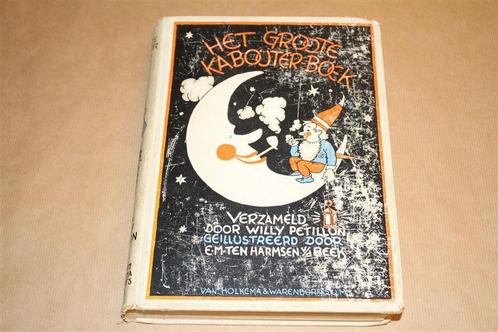 HET GROOTE
KABOUTER-BOEK
VERZAMELD
DOOR WILLY PETILLON
GEÏLLUSTREERD DOOR
E.M. TEN HARMSEN V/D BEEK
VAN HOLKEMA & WARENDORF'S U.M.